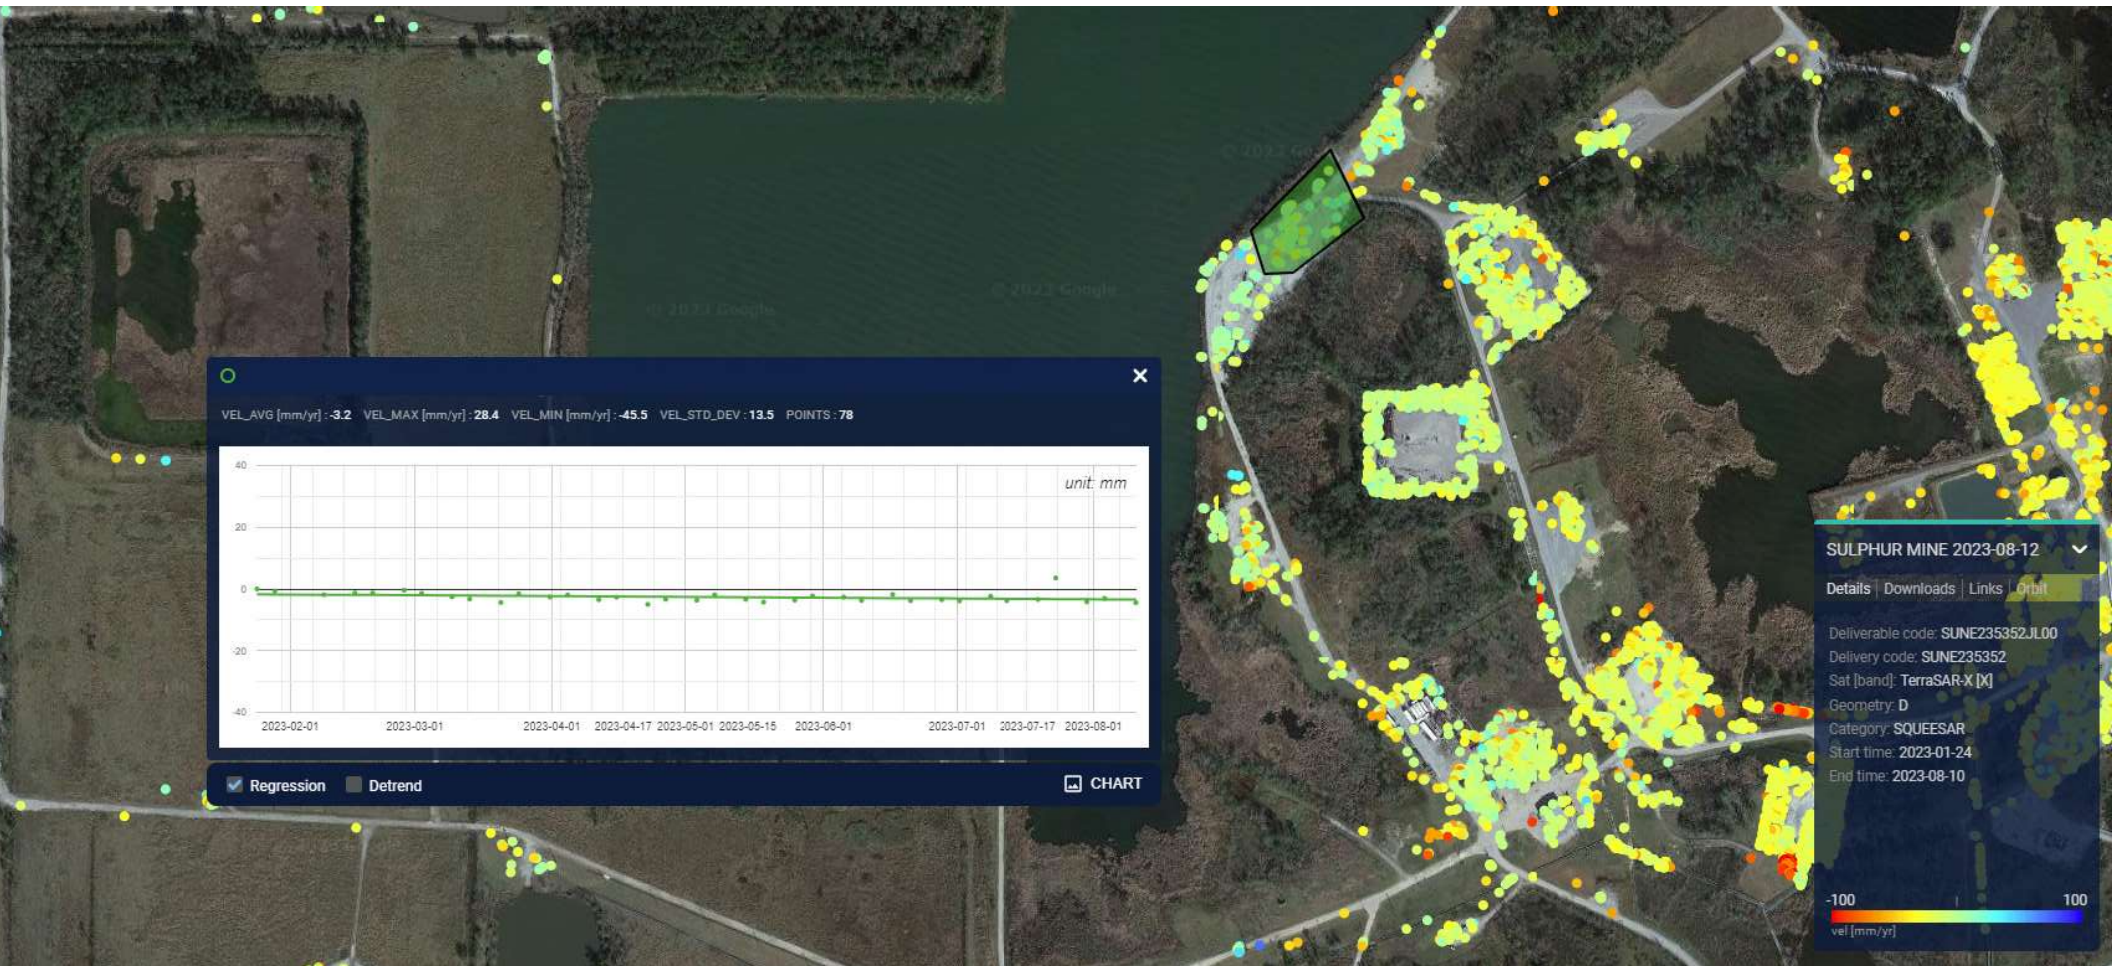 © 2023 Google
© 2023 Google
VEL_AVG [mm/yr] : -3.2 VEL_MAX [mm/yr] : 28.4 VEL_MIN [mm/yr] : -45.5 VEL_STD_DEV : 13.5 POINTS : 78
unit: mm
40
20
0
-20
-40
2023-02-01 2023-03-01 2023-04-01 2023-04-17 2023-05-01 2023-05-15 2023-06-01 2023-07-01 2023-07-17 2023-08-01
Regression Detrend CHART
SULPHUR MINE 2023-08-12
Details | Downloads | Links | Orbit
Deliverable code: SUNE235352JL00
Delivery code: SUNE235352
Sat [band]: TerraSAR-X [X]
Geometry: D
Category: SQUEESAR
Start time: 2023-01-24
End time: 2023-08-10
-100 100
vel [mm/yr]